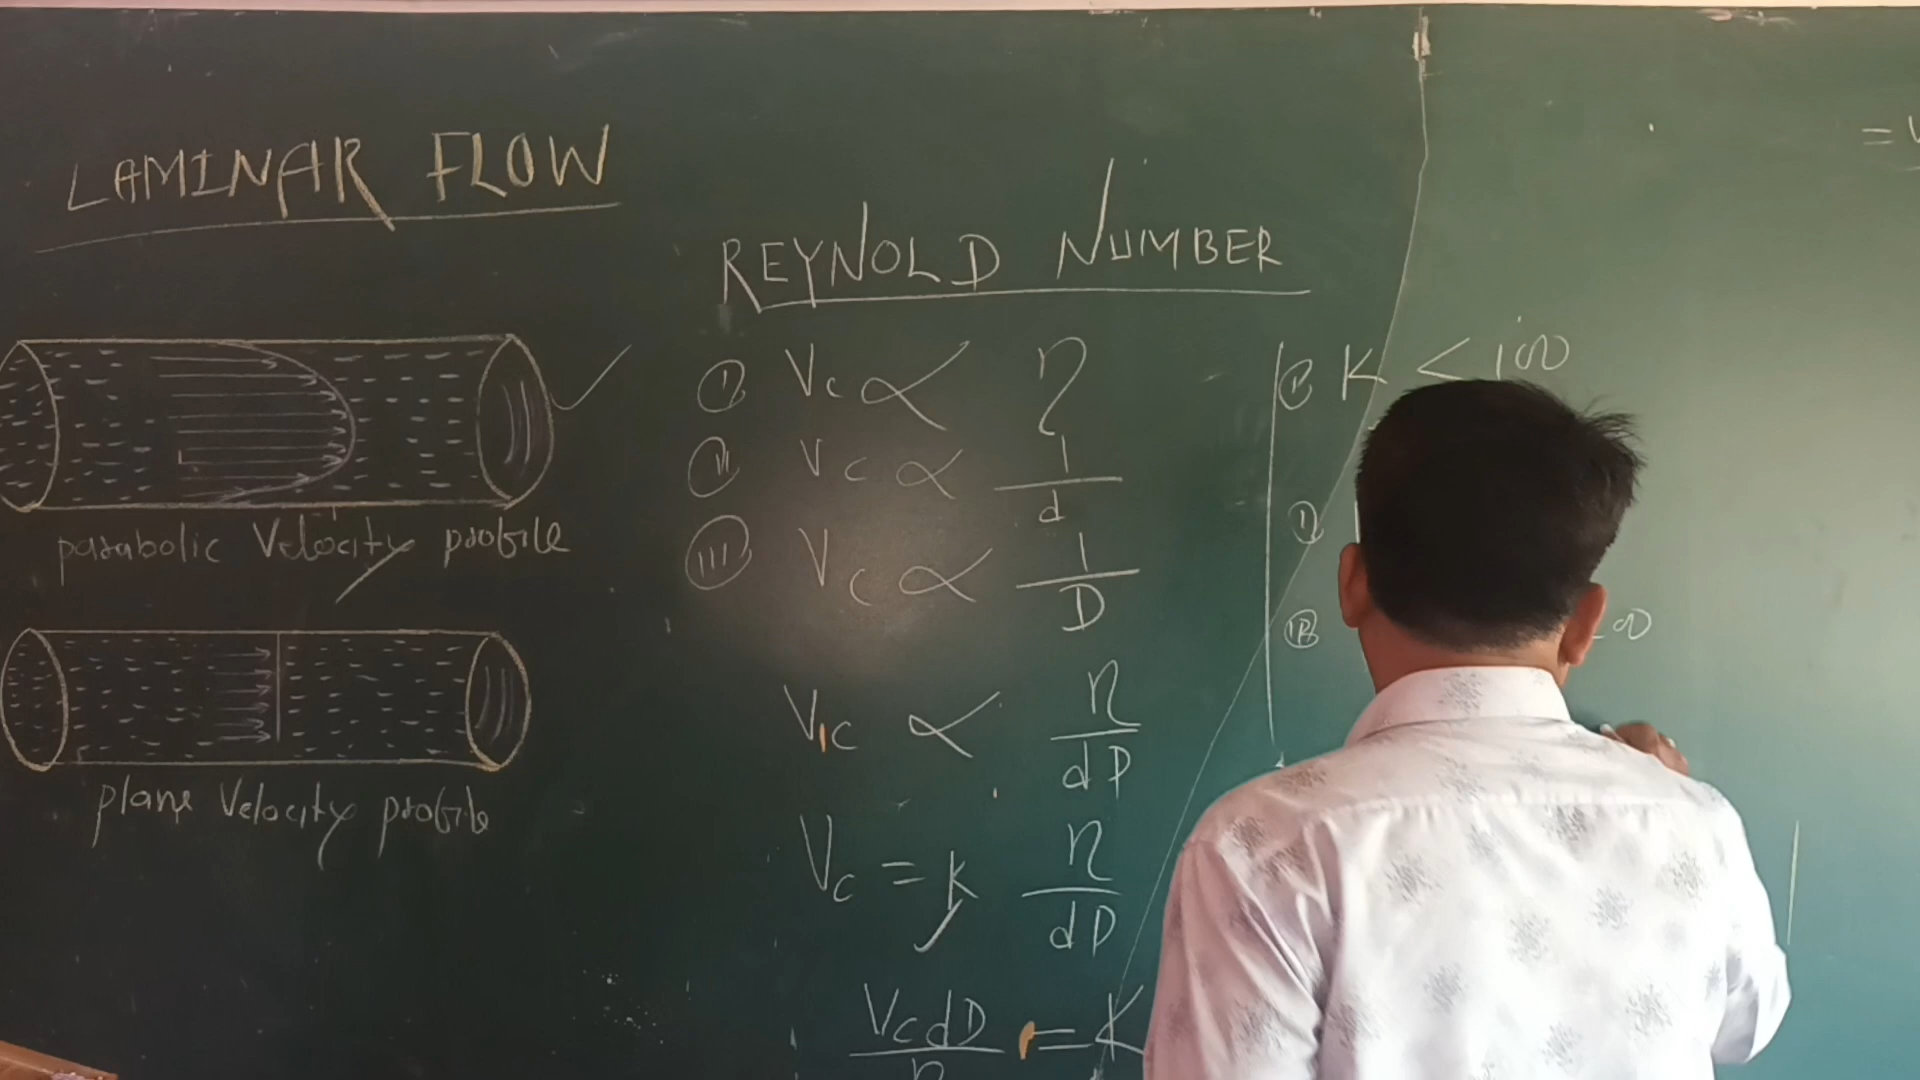 LAMINAR FLOW
parabolic Velocity profile
plane Velocity profile
REYNOLD NUMBER
(I) Vc ∝ η
(II) Vc ∝ 1/d
(III) Vc ∝ 1/D
Vc ∝ η/dD
Vc = k η/dD
VcdD/η = K
K <
=